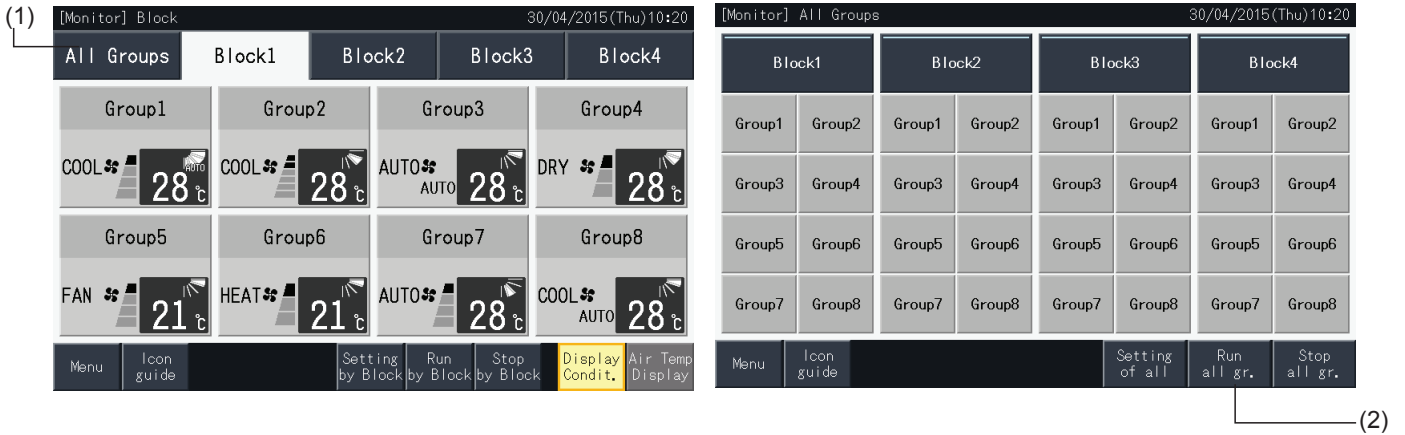 (1)
[Monitor] Block 30/04/2015(Thu)10:20
All Groups Block1 Block2 Block3 Block4
Group1 Group2 Group3 Group4
COOL AUTO 28 ℃ COOL 28 ℃ AUTO AUTO 28 ℃ DRY 28 ℃
Group5 Group6 Group7 Group8
FAN 21 ℃ HEAT 21 ℃ AUTO 28 ℃ COOL AUTO 28 ℃
Menu Icon guide Setting by Block Run by Block Stop by Block Display Condit. Air Temp Display
[Monitor] All Groups 30/04/2015(Thu)10:20
Block1 Block2 Block3 Block4
Group1 Group2 Group1 Group2 Group1 Group2 Group1 Group2
Group3 Group4 Group3 Group4 Group3 Group4 Group3 Group4
Group5 Group6 Group5 Group6 Group5 Group6 Group5 Group6
Group7 Group8 Group7 Group8 Group7 Group8 Group7 Group8
Menu Icon guide Setting of all Run all gr. Stop all gr.
(2)